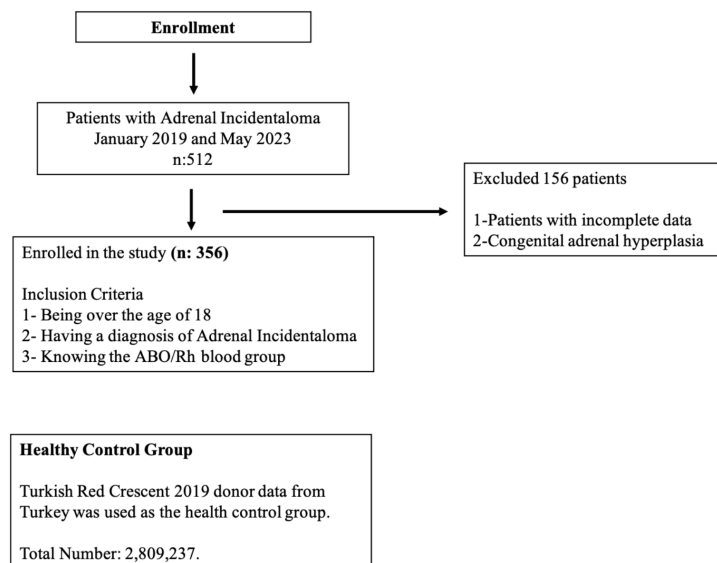 Enrollment
Patients with Adrenal Incidentaloma
January 2019 and May 2023
n:512
Excluded 156 patients
1-Patients with incomplete data
2-Congenital adrenal hyperplasia
Enrolled in the study (n: 356)
Inclusion Criteria
1- Being over the age of 18
2- Having a diagnosis of Adrenal Incidentaloma
3- Knowing the ABO/Rh blood group
Healthy Control Group
Turkish Red Crescent 2019 donor data from
Turkey was used as the health control group.
Total Number: 2,809,237.